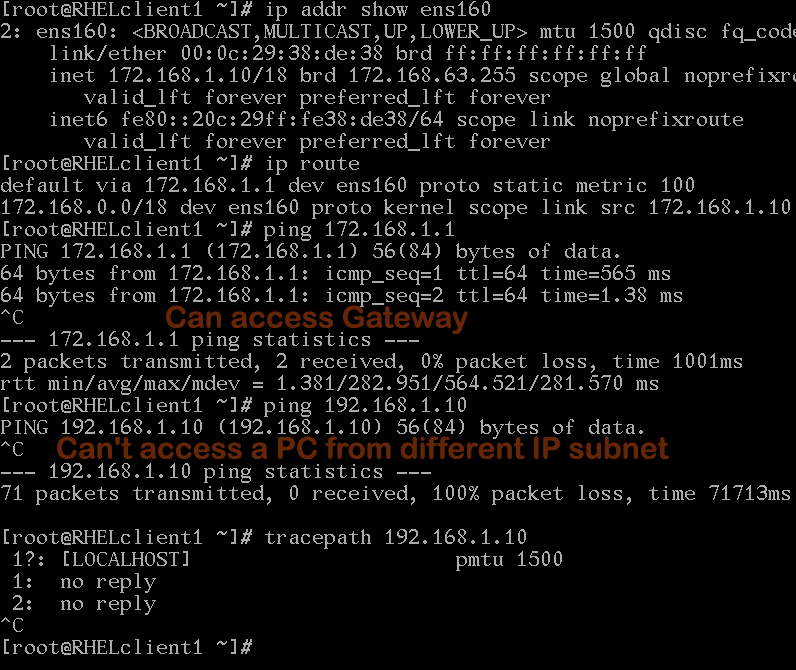 [root@RHELclient1 ~]# ip addr show ens160
2: ens160: <BROADCAST,MULTICAST,UP,LOWER_UP> mtu 1500 qdisc fq_code
link/ether 00:0c:29:38:de:38 brd ff:ff:ff:ff:ff:ff
inet 172.168.1.10/18 brd 172.168.63.255 scope global noprefixro
valid_lft forever preferred_lft forever
inet6 fe80::20c:29ff:fe38:de38/64 scope link noprefixroute
valid_lft forever preferred_lft forever
[root@RHELclient1 ~]# ip route
default via 172.168.1.1 dev ens160 proto static metric 100
172.168.0.0/18 dev ens160 proto kernel scope link src 172.168.1.10
[root@RHELclient1 ~]# ping 172.168.1.1
PING 172.168.1.1 (172.168.1.1) 56(84) bytes of data.
64 bytes from 172.168.1.1: icmp_seq=1 ttl=64 time=565 ms
64 bytes from 172.168.1.1: icmp_seq=2 ttl=64 time=1.38 ms
^C
Can access Gateway
--- 172.168.1.1 ping statistics ---
2 packets transmitted, 2 received, 0% packet loss, time 1001ms
rtt min/avg/max/mdev = 1.381/282.951/564.521/281.570 ms
[root@RHELclient1 ~]# ping 192.168.1.10
PING 192.168.1.10 (192.168.1.10) 56(84) bytes of data.
^C
Can't access a PC from different IP subnet
--- 192.168.1.10 ping statistics ---
71 packets transmitted, 0 received, 100% packet loss, time 71713ms
[root@RHELclient1 ~]# tracepath 192.168.1.10
1?: [LOCALHOST] pmtu 1500
1: no reply
2: no reply
^C
[root@RHELclient1 ~]#